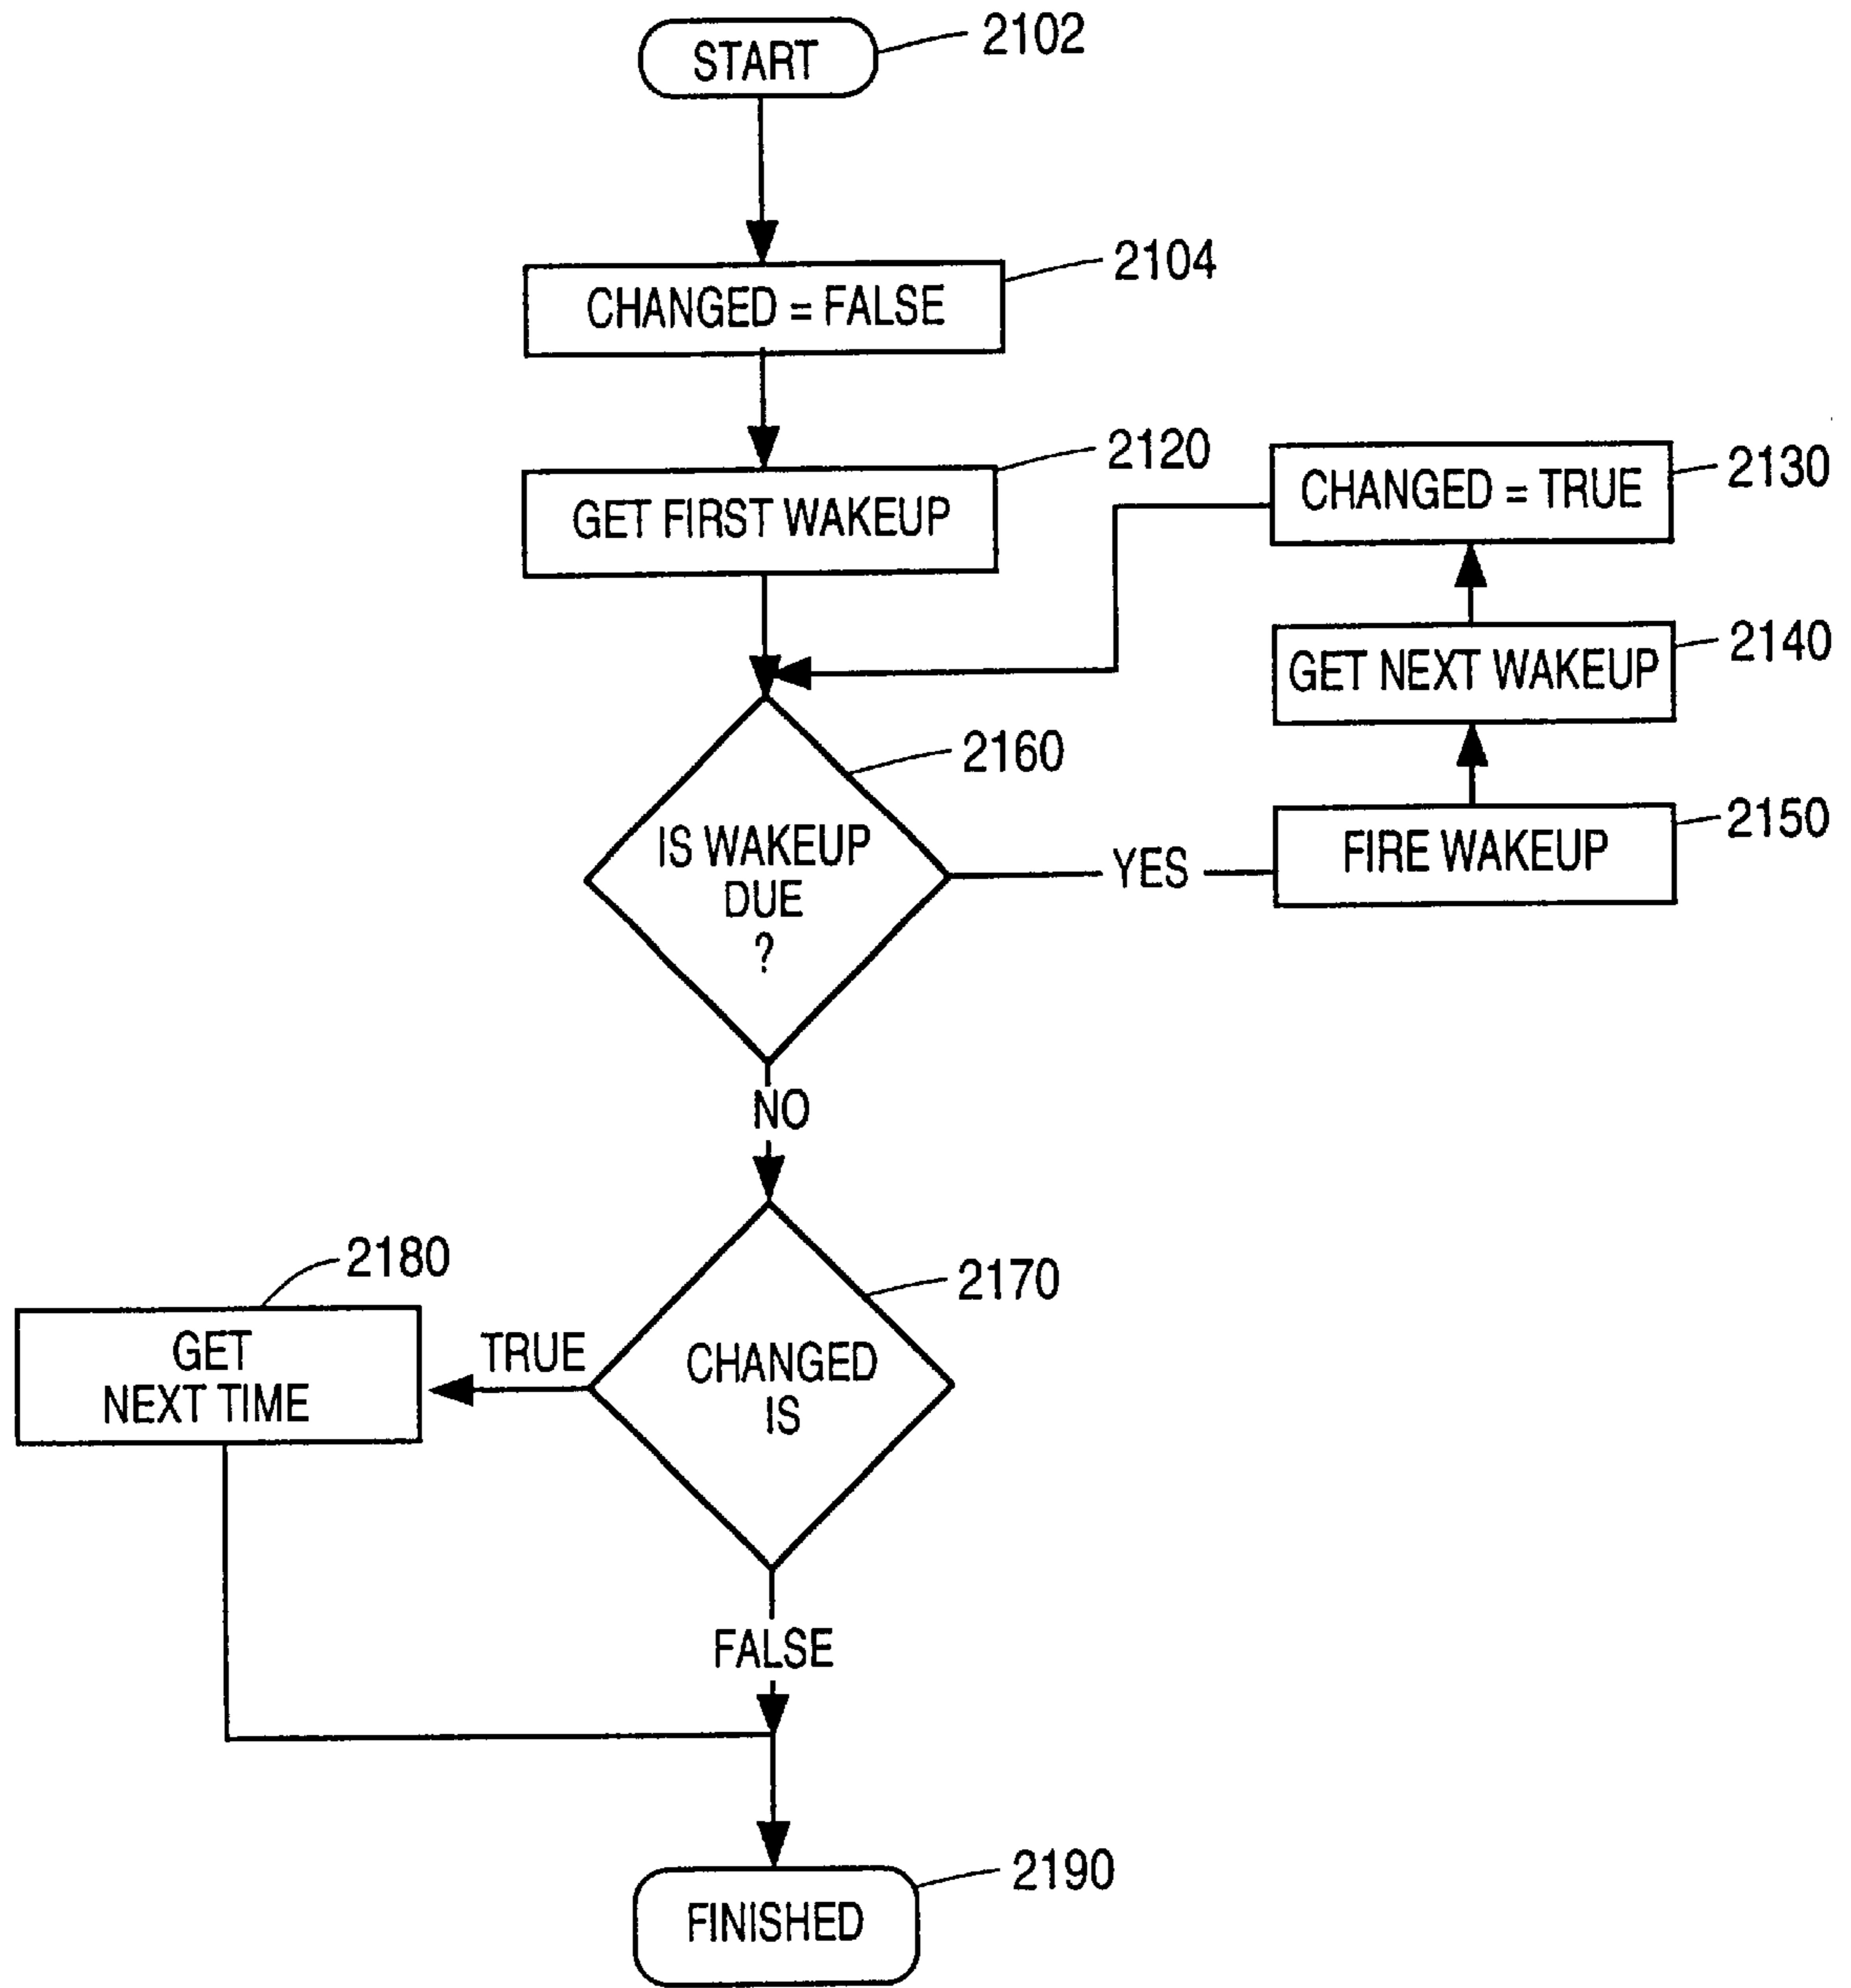 START
2102
CHANGED = FALSE
2104
GET FIRST WAKEUP
2120
CHANGED = TRUE
2130
GET NEXT WAKEUP
2140
FIRE WAKEUP
2150
IS WAKEUP
DUE
?
2160
YES
NO
CHANGED
IS
2170
TRUE
GET
NEXT TIME
2180
FALSE
FINISHED
2190